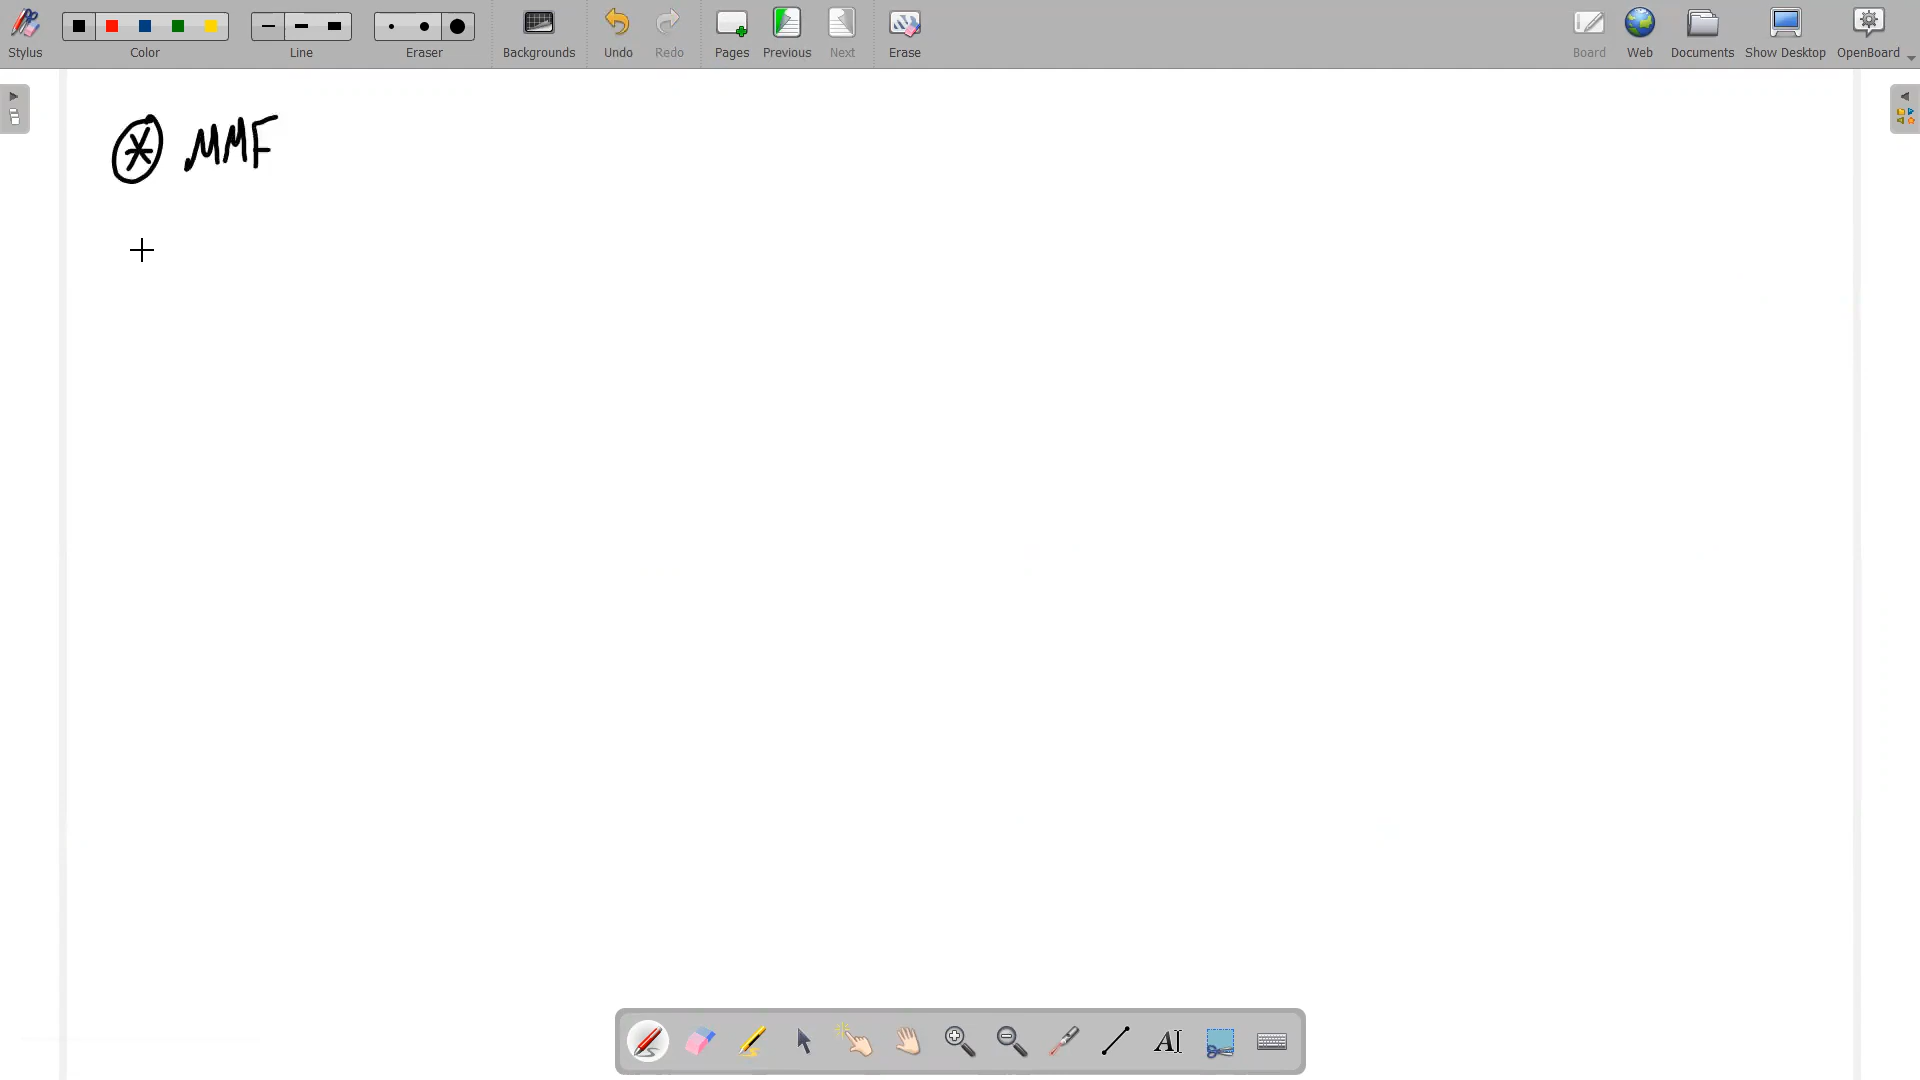 Stylus Color Line Eraser Backgrounds Undo Redo Pages Previous Next Erase Board Web Documents Show Desktop OpenBoard
⊛ MMF
A